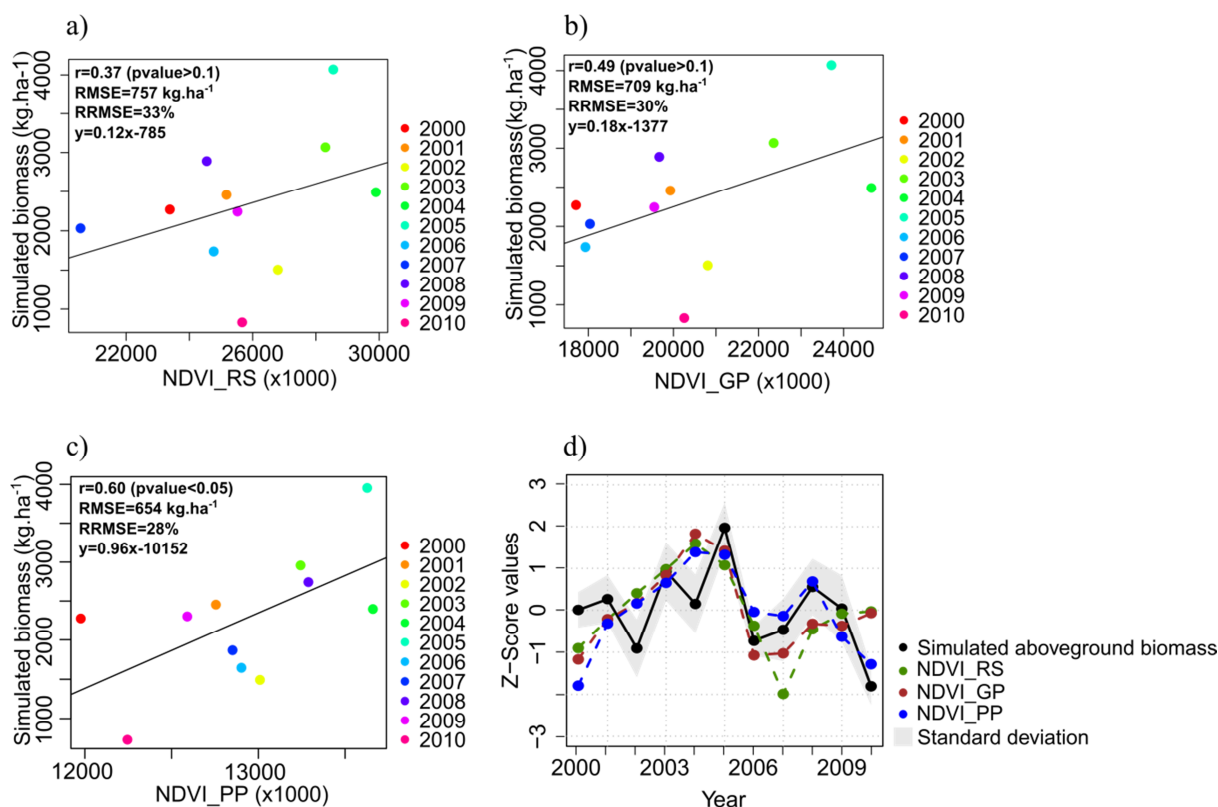 a)
r=0.37 (pvalue>0.1)
RMSE=757 kg.ha-1
RRMSE=33%
y=0.12x-785
Simulated biomass (kg.ha-1)
1000 2000 3000 4000
22000 26000 30000
NDVI_RS (x1000)
2000
2001
2002
2003
2004
2005
2006
2007
2008
2009
2010
b)
r=0.49 (pvalue>0.1)
RMSE=709 kg.ha-1
RRMSE=30%
y=0.18x-1377
Simulated biomass(kg.ha-1)
1000 2000 3000 4000
18000 20000 22000 24000
NDVI_GP (x1000)
2000
2001
2002
2003
2004
2005
2006
2007
2008
2009
2010
c)
r=0.60 (pvalue<0.05)
RMSE=654 kg.ha-1
RRMSE=28%
y=0.96x-10152
Simulated biomass (kg.ha-1)
1000 2000 3000 4000
12000 13000
NDVI_PP (x1000)
2000
2001
2002
2003
2004
2005
2006
2007
2008
2009
2010
d)
Z−Score values
−3 −1 0 1 2 3
2000 2003 2006 2009
Year
Simulated aboveground biomass
NDVI_RS
NDVI_GP
NDVI_PP
Standard deviation